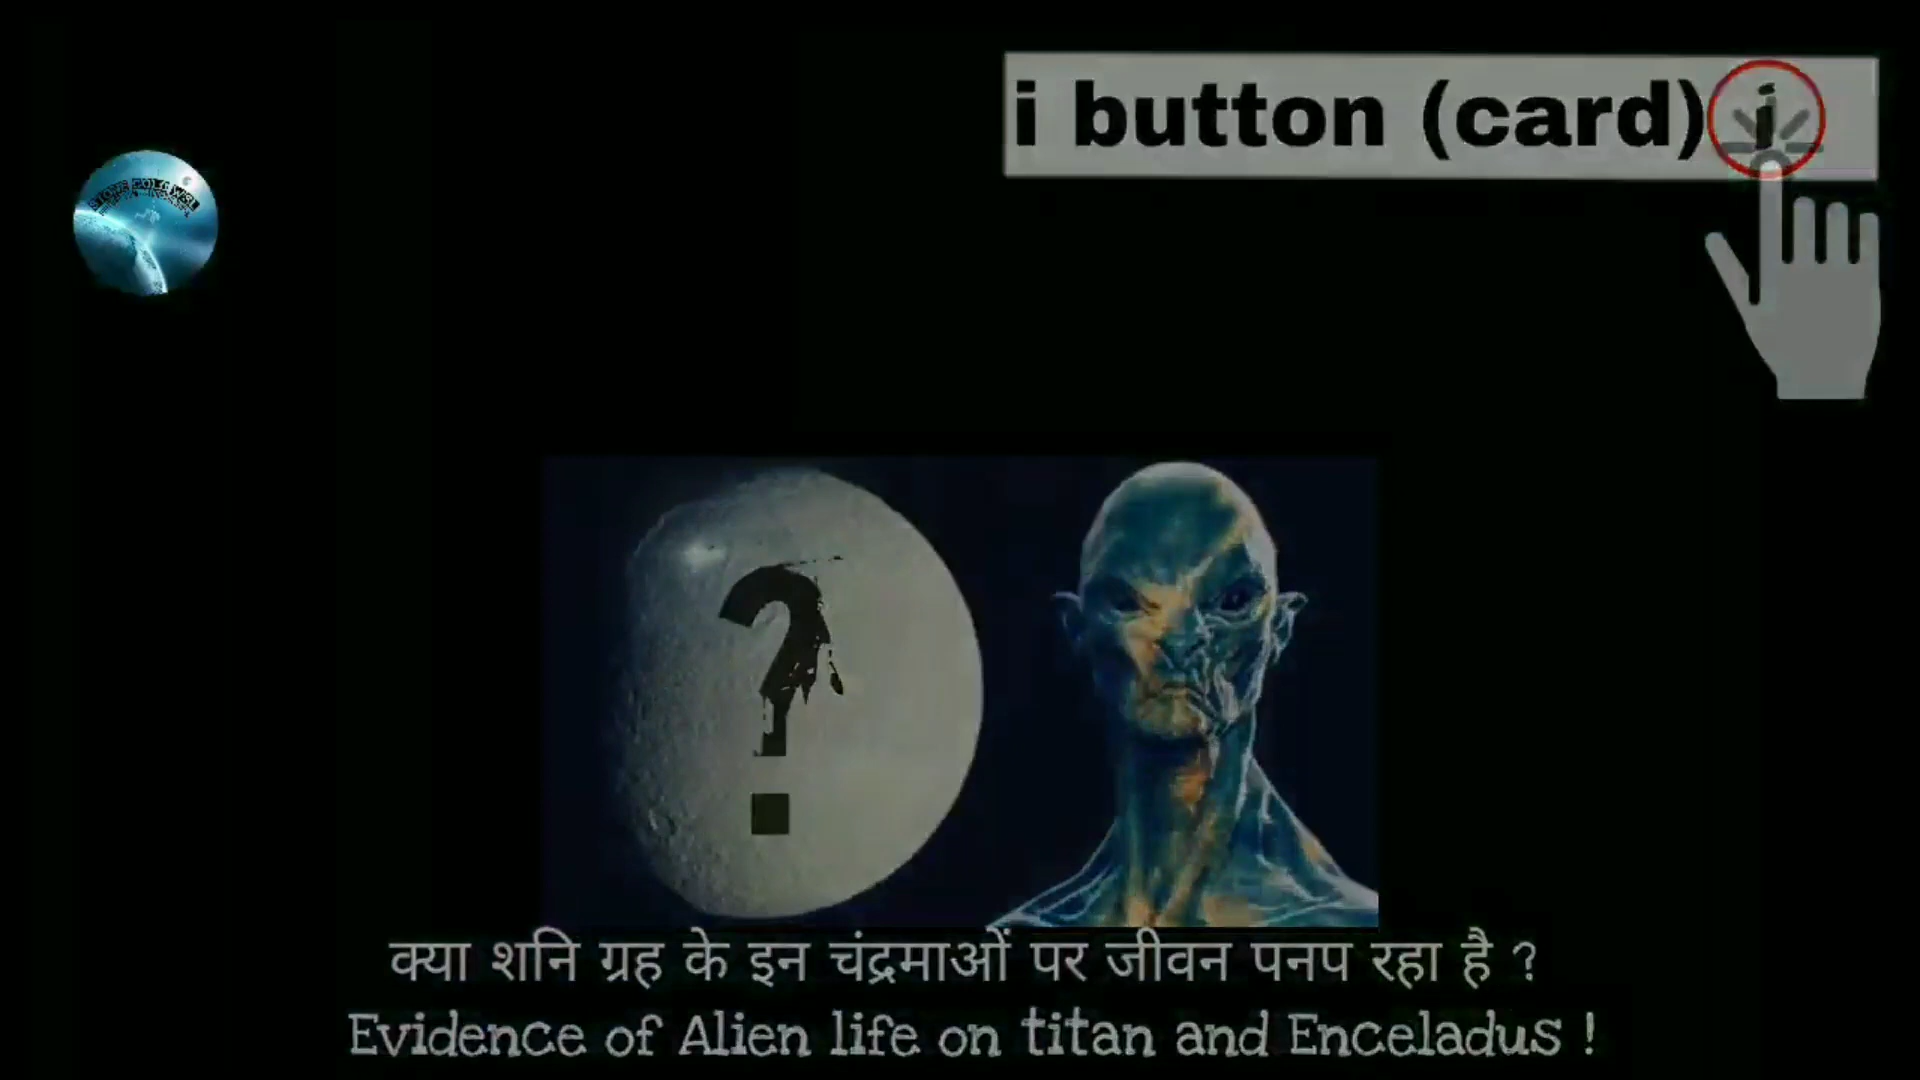 i button (card) i
?
क्या शनि ग्रह के इन चंद्रमाओं पर जीवन पनप रहा है ?
Evidence of Alien life on titan and Enceladus !